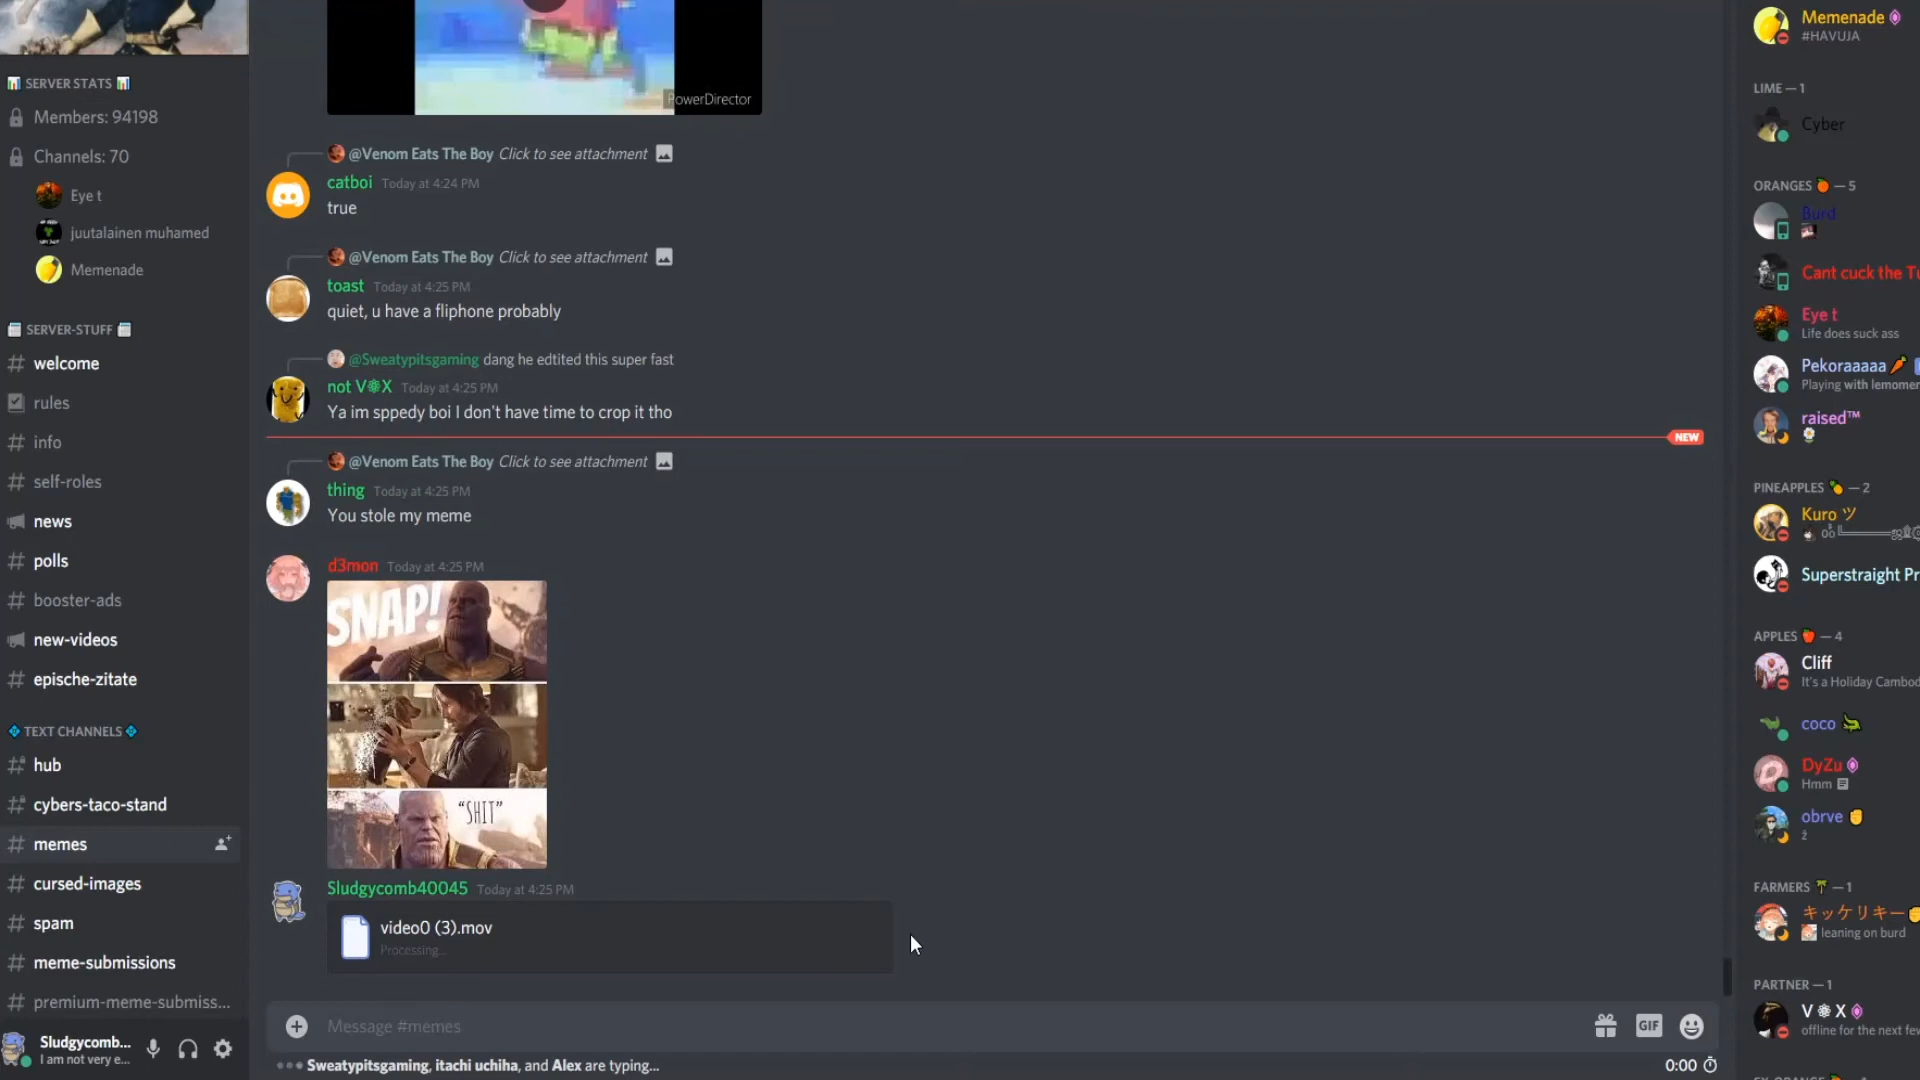 SERVER STATS
Members: 94198
Channels: 70
Eye t
juutalainen muhamed
Memenade
SERVER-STUFF
welcome
rules
info
self-roles
news
polls
booster-ads
new-videos
epische-zitate
TEXT CHANNELS
hub
cybers-taco-stand
memes
cursed-images
spam
meme-submissions
premium-meme-submiss...
Sludgycomb...
I am not very e...
PowerDirector
@Venom Eats The Boy Click to see attachment
catboi Today at 4:24 PM
true
@Venom Eats The Boy Click to see attachment
toast Today at 4:25 PM
quiet, u have a fliphone probably
@Sweatypitsgaming dang he edtited this super fast
not V⚛X Today at 4:25 PM
Ya im sppedy boi I don't have time to crop it tho
NEW
@Venom Eats The Boy Click to see attachment
thing Today at 4:25 PM
You stole my meme
d3mon Today at 4:25 PM
SNAP!
"SHIT"
Sludgycomb40045 Today at 4:25 PM
video0 (3).mov
Processing...
Message #memes
GIF
Sweatypitsgaming, itachi uchiha, and Alex are typing...
0:00
Memenade
#HAVUJA
LIME — 1
Cyber
ORANGES 🍊 — 5
Burd
Cant cuck the Tu
Eye t
Life does suck ass
Pekoraaaaa 🥕
Playing with lemomer
raised™
PINEAPPLES 🍍 — 2
Kuro ツ
Superstraight Pr
APPLES 🍎 — 4
Cliff
It's a Holiday Cambod
coco 🐊
DyZu
Hmm
obrve ✊
ž
FARMERS 🌴 — 1
キッケリキー✊
leaning on burd
PARTNER — 1
V ⚛ X
offline for the next few